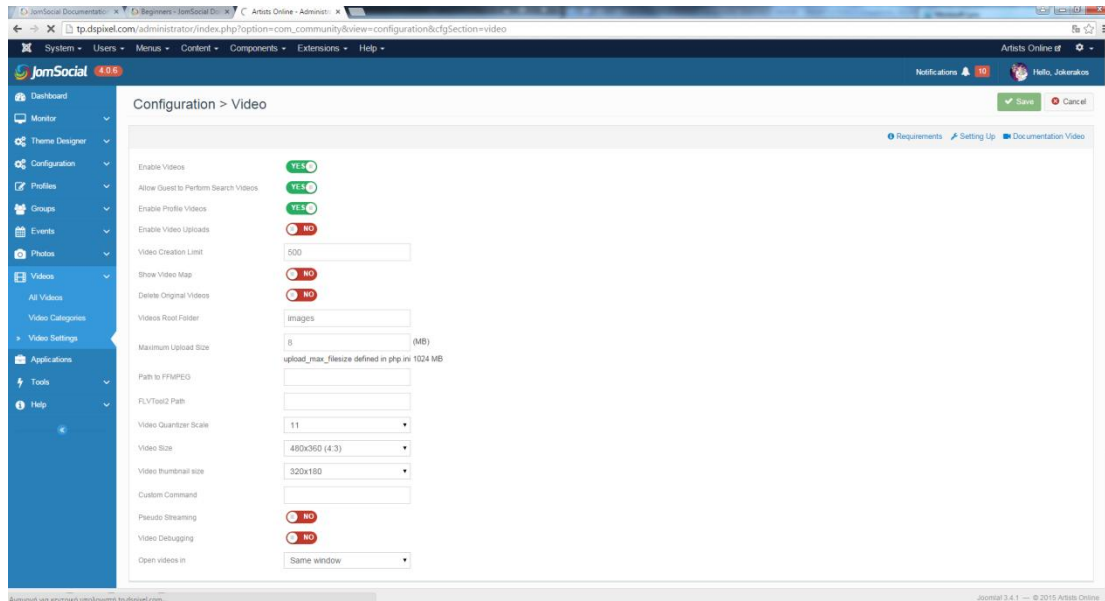 JomSocial Documentation
Beginners - JomSocial Do
Artists Online - Administr
tp.dspixel.com/administrator/index.php?option=com_community&view=configuration&cfgSection=video
System Users Menus Content Components Extensions Help Artists Online
JomSocial 4.0.6 Notifications 10 Hello, Jokerakos
Dashboard
Monitor
Theme Designer
Configuration
Profiles
Groups
Events
Photos
Videos
All Videos
Video Categories
» Video Settings
Applications
Tools
Help
Configuration > Video
Save Cancel
Requirements Setting Up Documentation Video
Enable Videos YES
Allow Guest to Perform Search Videos YES
Enable Profile Videos YES
Enable Video Uploads NO
Video Creation Limit 500
Show Video Map NO
Delete Original Videos NO
Videos Root Folder images
Maximum Upload Size 8 (MB)
upload_max_filesize defined in php.ini 1024 MB
Path to FFMPEG
FLVTool2 Path
Video Quantizer Scale 11
Video Size 480x360 (4:3)
Video thumbnail size 320x180
Custom Command
Pseudo Streaming NO
Video Debugging NO
Open videos in Same window
Αναμονή για κρυφική μνήμη
Joomla! 3.4.1 — © 2015 Artists Online